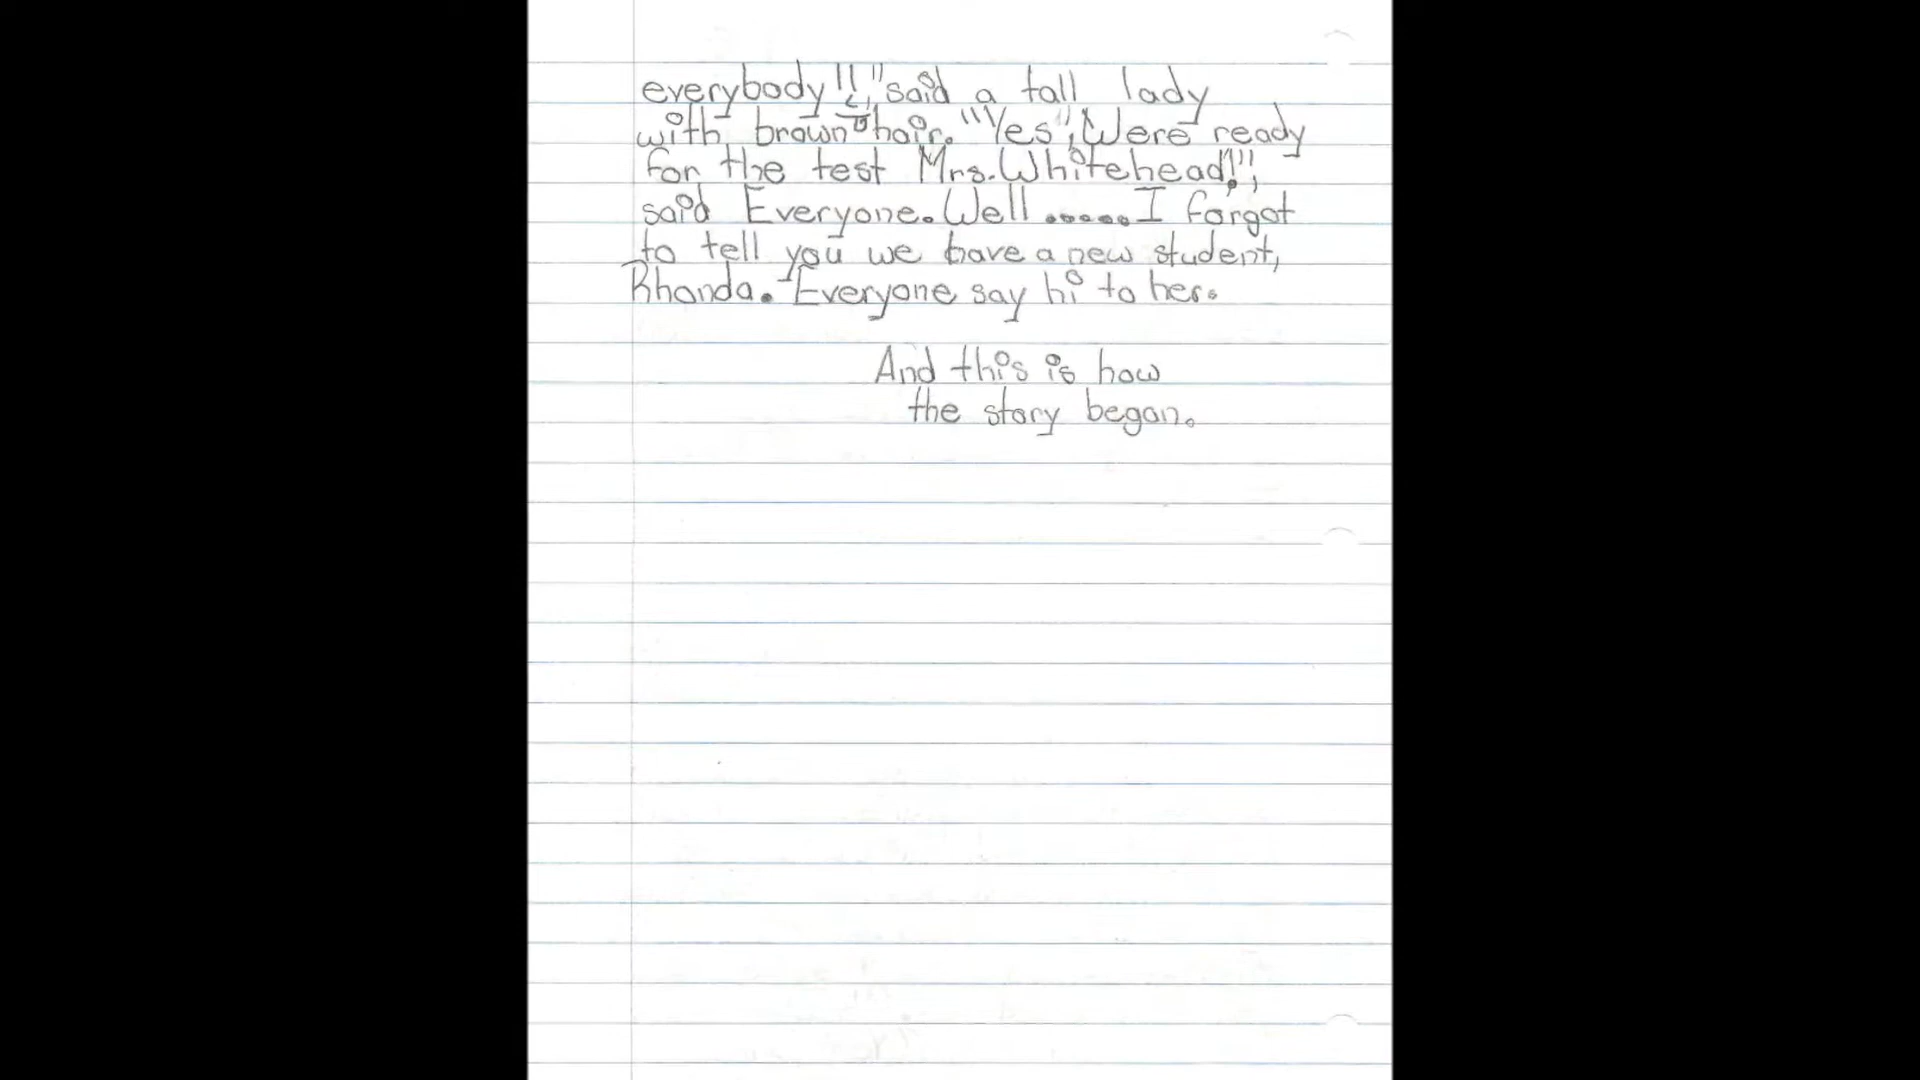 everybody!!," said a tall lady
with brown hair. "Yes", Were ready
for the test Mrs. Whitehead!",
said Everyone. Well ..... I forgot
to tell you we have a new student,
Rhonda. Everyone say hi to her.
And this is how
the story began.